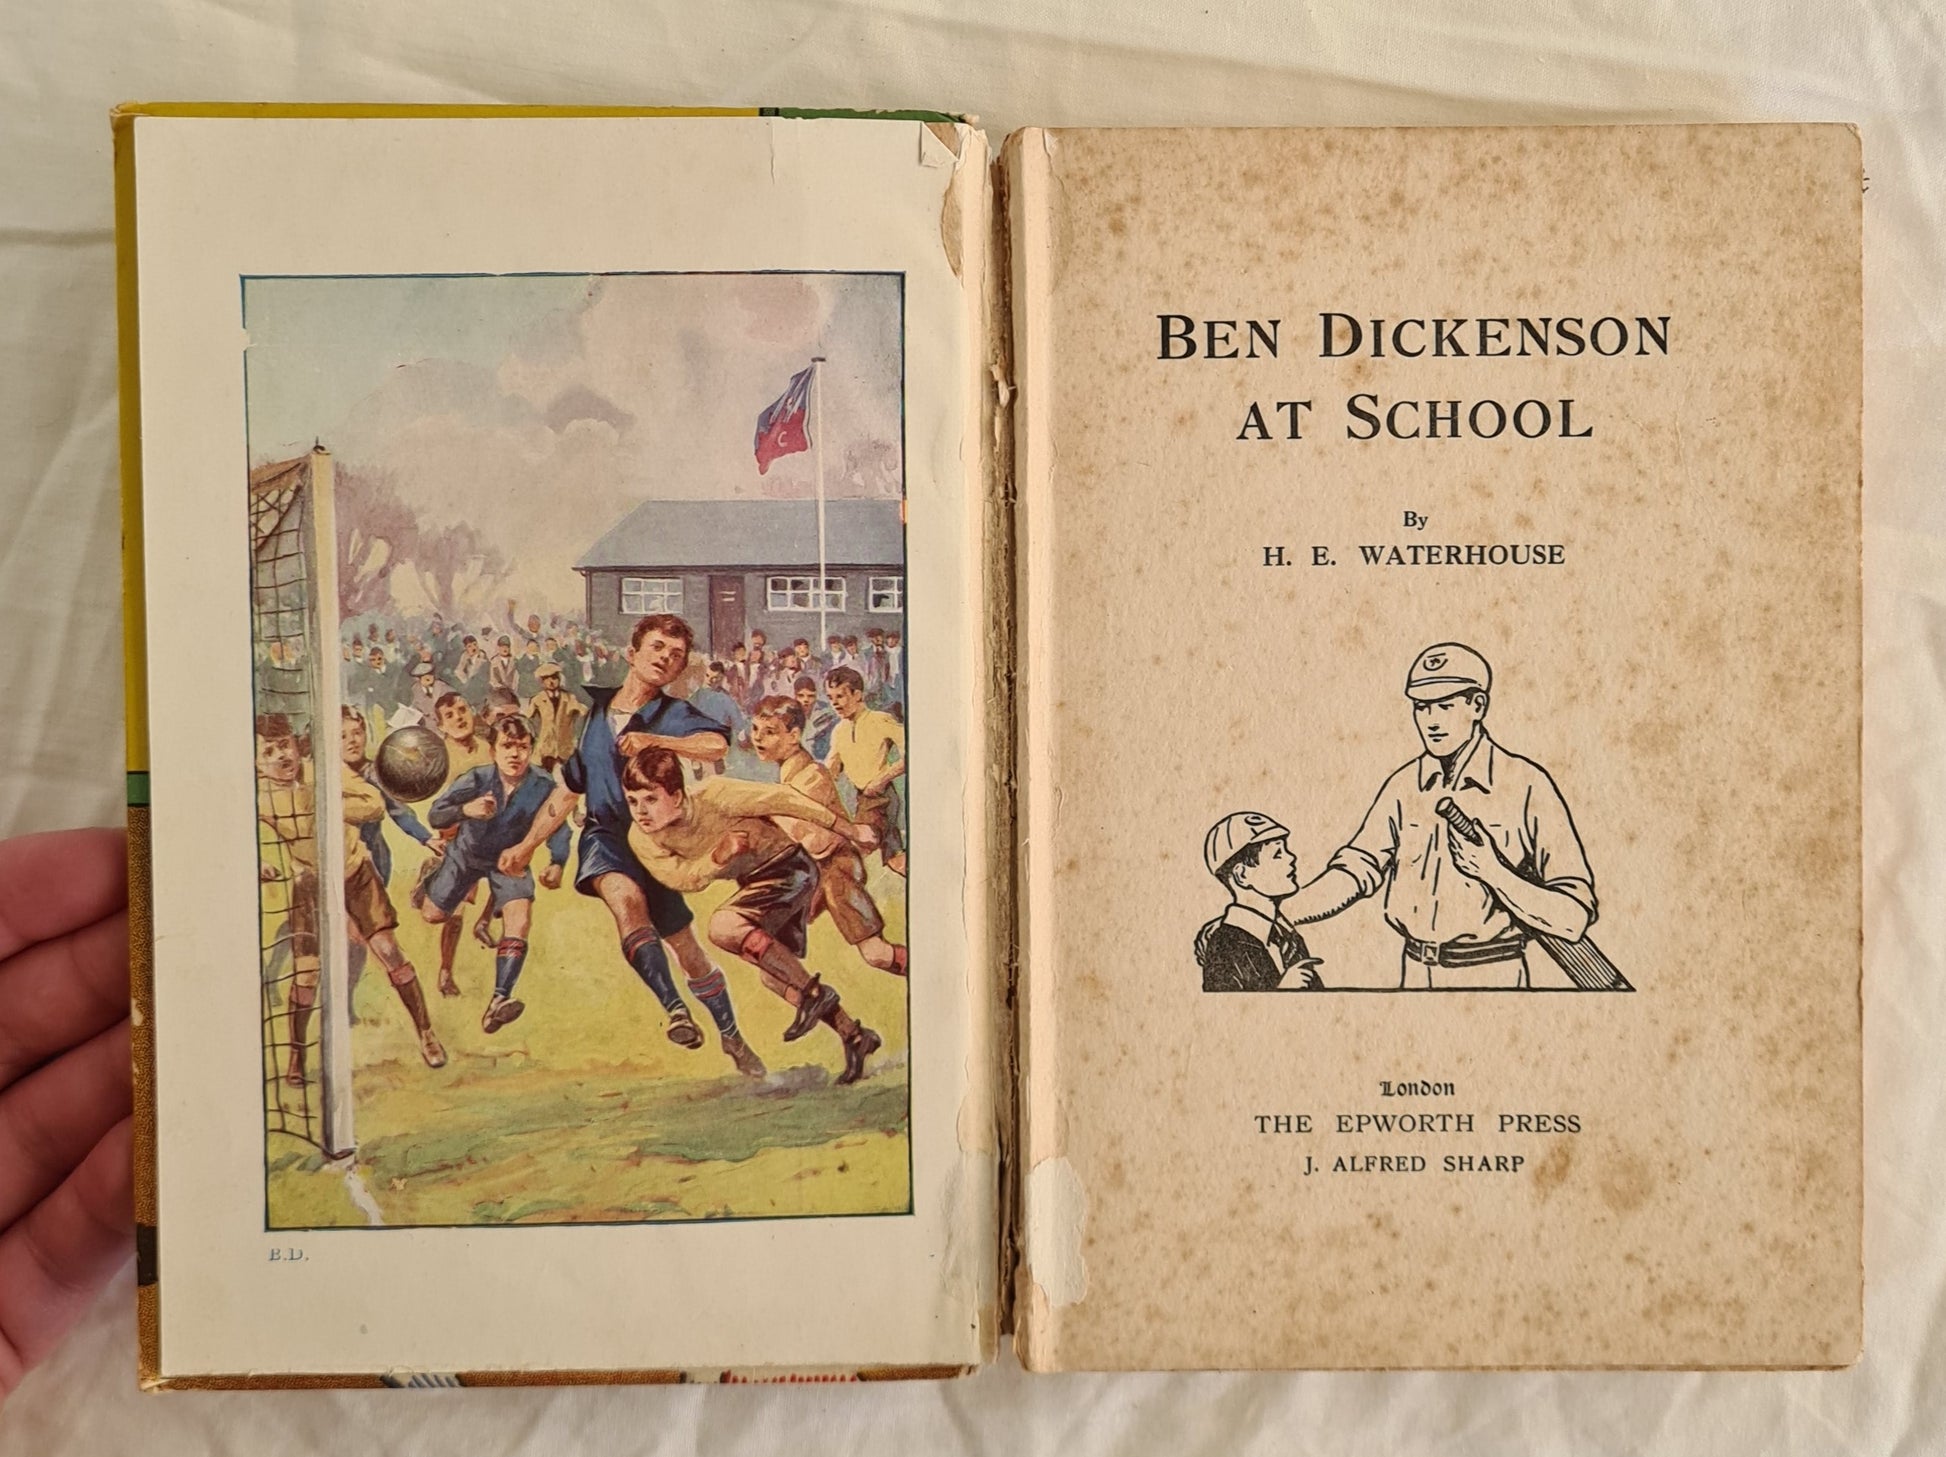 C
B.D.
BEN DICKENSON
AT SCHOOL
By
H. E. WATERHOUSE
London
THE EPWORTH PRESS
J. ALFRED SHARP